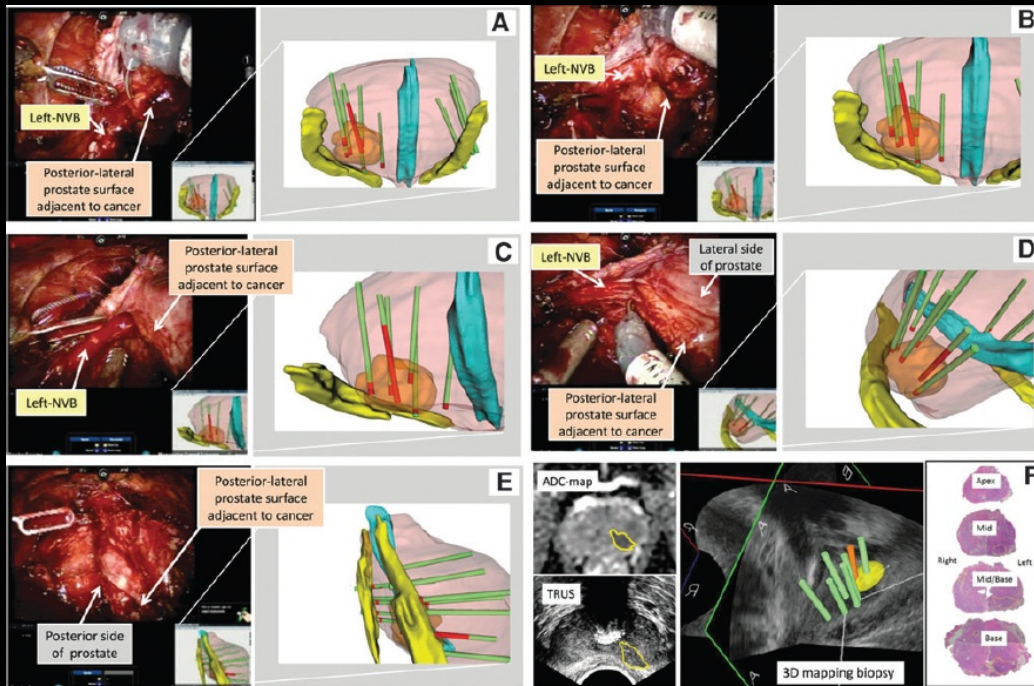 A
Left-NVB
Posterior-lateral
prostate surface
adjacent to cancer
B
Left-NVB
Posterior-lateral
prostate surface
adjacent to cancer
C
Posterior-lateral
prostate surface
adjacent to cancer
Left-NVB
D
Left-NVB
Lateral side
of prostate
Posterior-lateral
prostate surface
adjacent to cancer
E
Posterior-lateral
prostate surface
adjacent to cancer
Posterior side
of prostate
F
ADC-map
TRUS
3D mapping biopsy
Apex
Mid
Right
Left
Mid/Base
Base